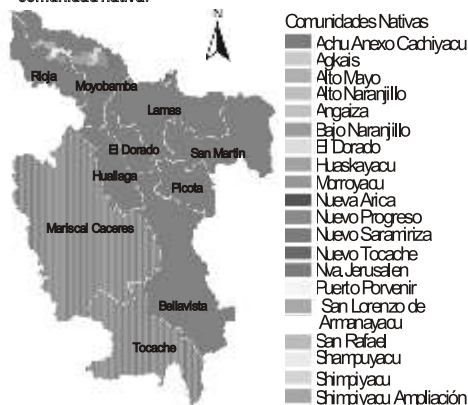 comunidad nativa.
N
Comunidades Nativas
Achu Anexo Cachiyacu
Agkais
Alto Mayo
Alto Naranjillo
Angaiza
Bajo Naranjillo
El Dorado
Huaskayacu
Morroyacu
Nueva Arica
Nuevo Progreso
Nuevo Saramiriza
Nuevo Tocache
Nva. Jerusalen
Puerto Porvenir
San Lorenzo de
Armanayacu
San Rafael
Shampuyacu
Shimpiyacu
Shimpiyacu Ampliación
Rioja
Moyobamba
Lamas
El Dorado
San Martin
Huallaga
Picota
Mariscal Caceres
Bellavista
Tocache